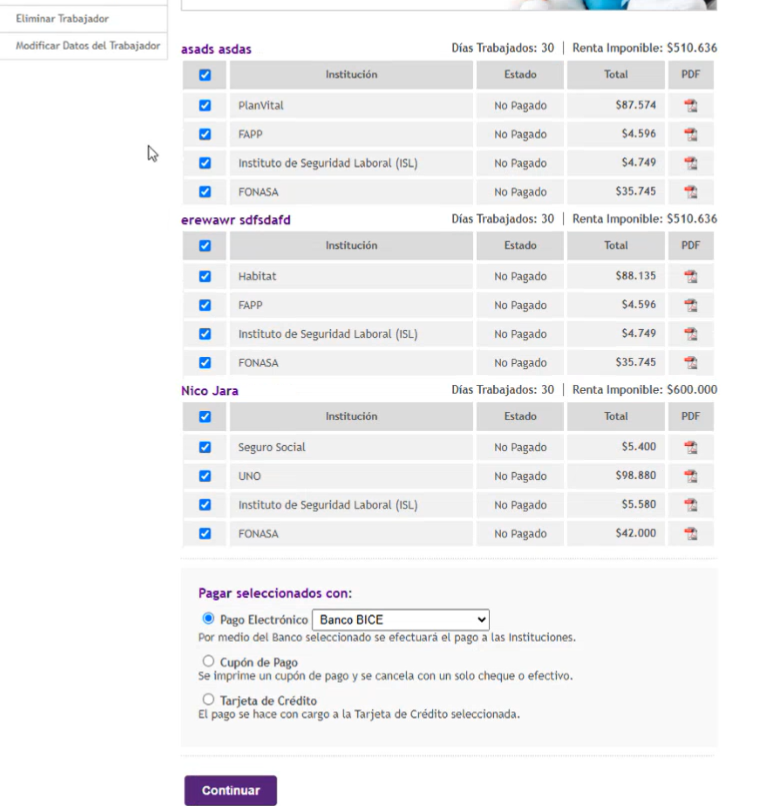 Eliminar Trabajador
Modificar Datos del Trabajador
asads asdas Días Trabajados: 30 | Renta Imponible: $510.636
Institución Estado Total PDF
PlanVital No Pagado $87.574
FAPP No Pagado $4.596
Instituto de Seguridad Laboral (ISL) No Pagado $4.749
FONASA No Pagado $35.745
erewawr sdfsdafd Días Trabajados: 30 | Renta Imponible: $510.636
Institución Estado Total PDF
Habitat No Pagado $88.135
FAPP No Pagado $4.596
Instituto de Seguridad Laboral (ISL) No Pagado $4.749
FONASA No Pagado $35.745
Nico Jara Días Trabajados: 30 | Renta Imponible: $600.000
Institución Estado Total PDF
Seguro Social No Pagado $5.400
UNO No Pagado $98.880
Instituto de Seguridad Laboral (ISL) No Pagado $5.580
FONASA No Pagado $42.000
Pagar seleccionados con:
Pago Electrónico Banco BICE
Por medio del Banco seleccionado se efectuará el pago a las Instituciones.
Cupón de Pago
Se imprime un cupón de pago y se cancela con un solo cheque o efectivo.
Tarjeta de Crédito
El pago se hace con cargo a la Tarjeta de Crédito seleccionada.
Continuar